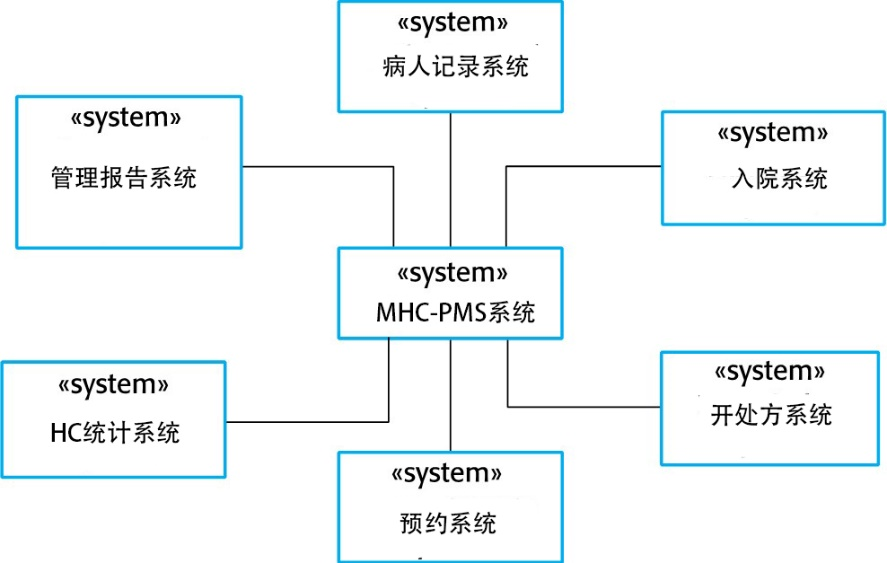 «system»
病人记录系统
«system»
管理报告系统
«system»
入院系统
«system»
MHC-PMS系统
«system»
HC统计系统
«system»
开处方系统
«system»
预约系统